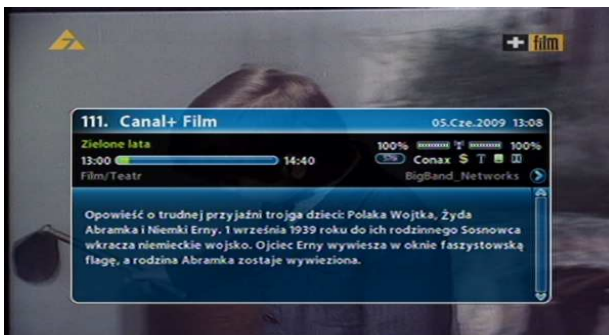 7
+ film
111. Canal+ Film 05.Cze.2009 13:08
Zielone lata 100% 100%
13:00 14:40 576 Conax $ T
Film/Teatr BigBand_Networks
Opowieść o trudnej przyjaźni trojga dzieci: Polaka Wojtka, Żyda
Abramka i Niemki Erny. 1 września 1939 roku do ich rodzinnego Sosnowca
wkracza niemieckie wojsko. Ojciec Erny wywiesza w oknie faszystowską
flagę, a rodzina Abramka zostaje wywieziona.